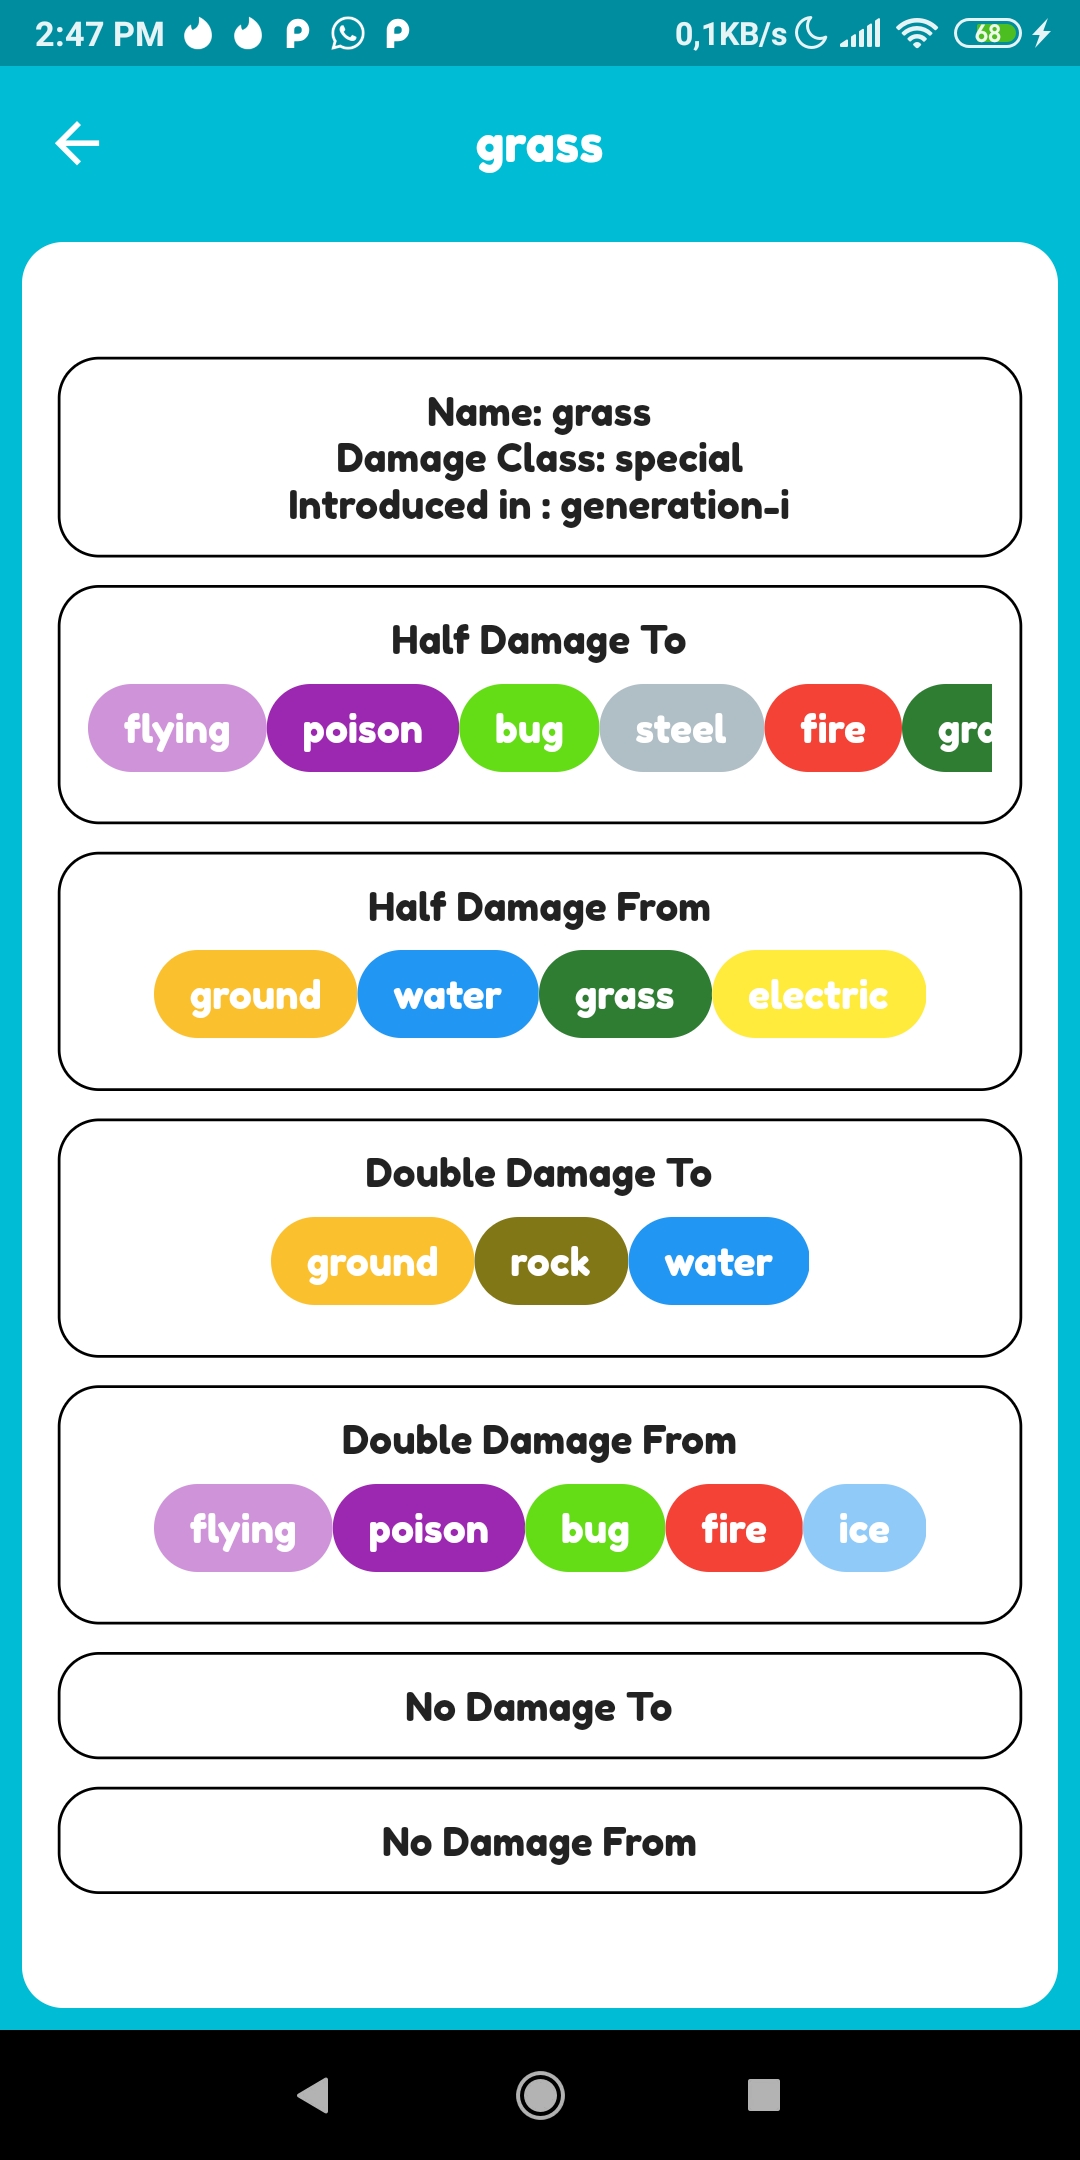 2:47 PM 0,1KB/s 68
grass
Name: grass
Damage Class: special
Introduced in : generation-i
Half Damage To
flying poison bug steel fire
Half Damage From
ground water grass electric
Double Damage To
ground rock water
Double Damage From
flying poison bug fire ice
No Damage To
No Damage From